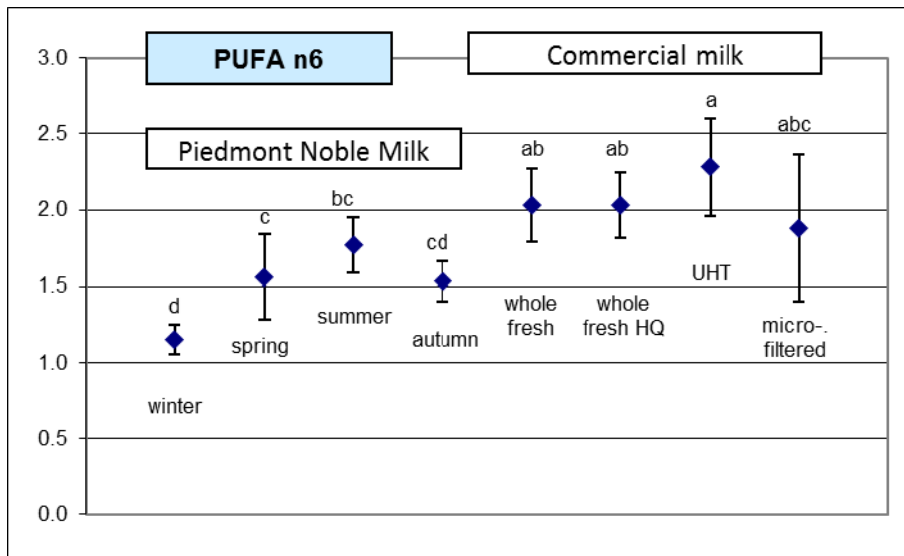 PUFA n6
Commercial milk
Piedmont Noble Milk
3.0
2.5
2.0
1.5
1.0
0.5
0.0
d
c
bc
cd
ab
ab
a
abc
winter
spring
summer
autumn
whole
fresh
whole
fresh HQ
UHT
micro-.
filtered